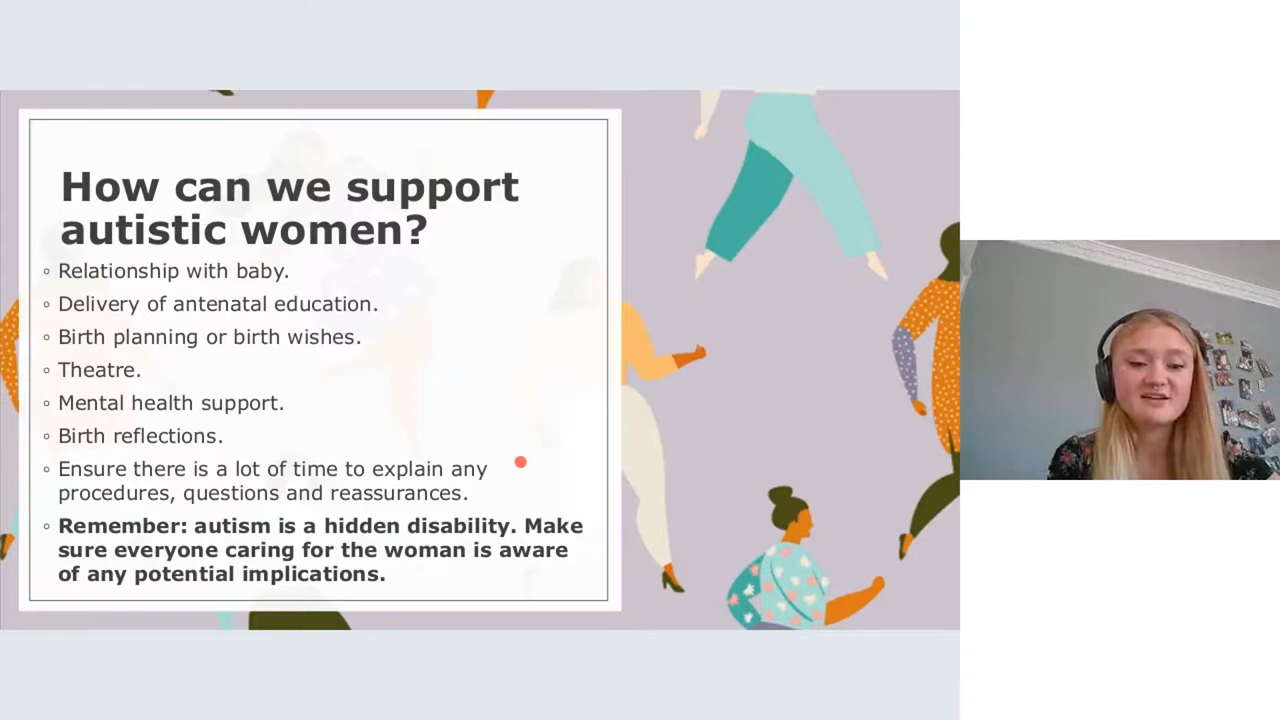 How can we support
autistic women?
◦ Relationship with baby.
◦ Delivery of antenatal education.
◦ Birth planning or birth wishes.
◦ Theatre.
◦ Mental health support.
◦ Birth reflections.
◦ Ensure there is a lot of time to explain any
procedures, questions and reassurances.
◦ Remember: autism is a hidden disability. Make
sure everyone caring for the woman is aware
of any potential implications.